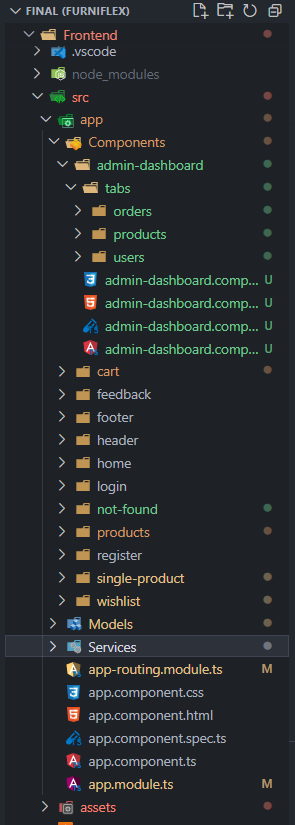 FINAL (FURNIFLEX)
Frontend
.vscode
node_modules
src
app
Components
admin-dashboard
tabs
orders
products
users
admin-dashboard.comp... U
admin-dashboard.comp... U
admin-dashboard.comp... U
admin-dashboard.comp... U
cart
feedback
footer
header
home
login
not-found
products
register
single-product
wishlist
Models
Services
app-routing.module.ts M
app.component.css
app.component.html
app.component.spec.ts
app.component.ts
app.module.ts M
assets